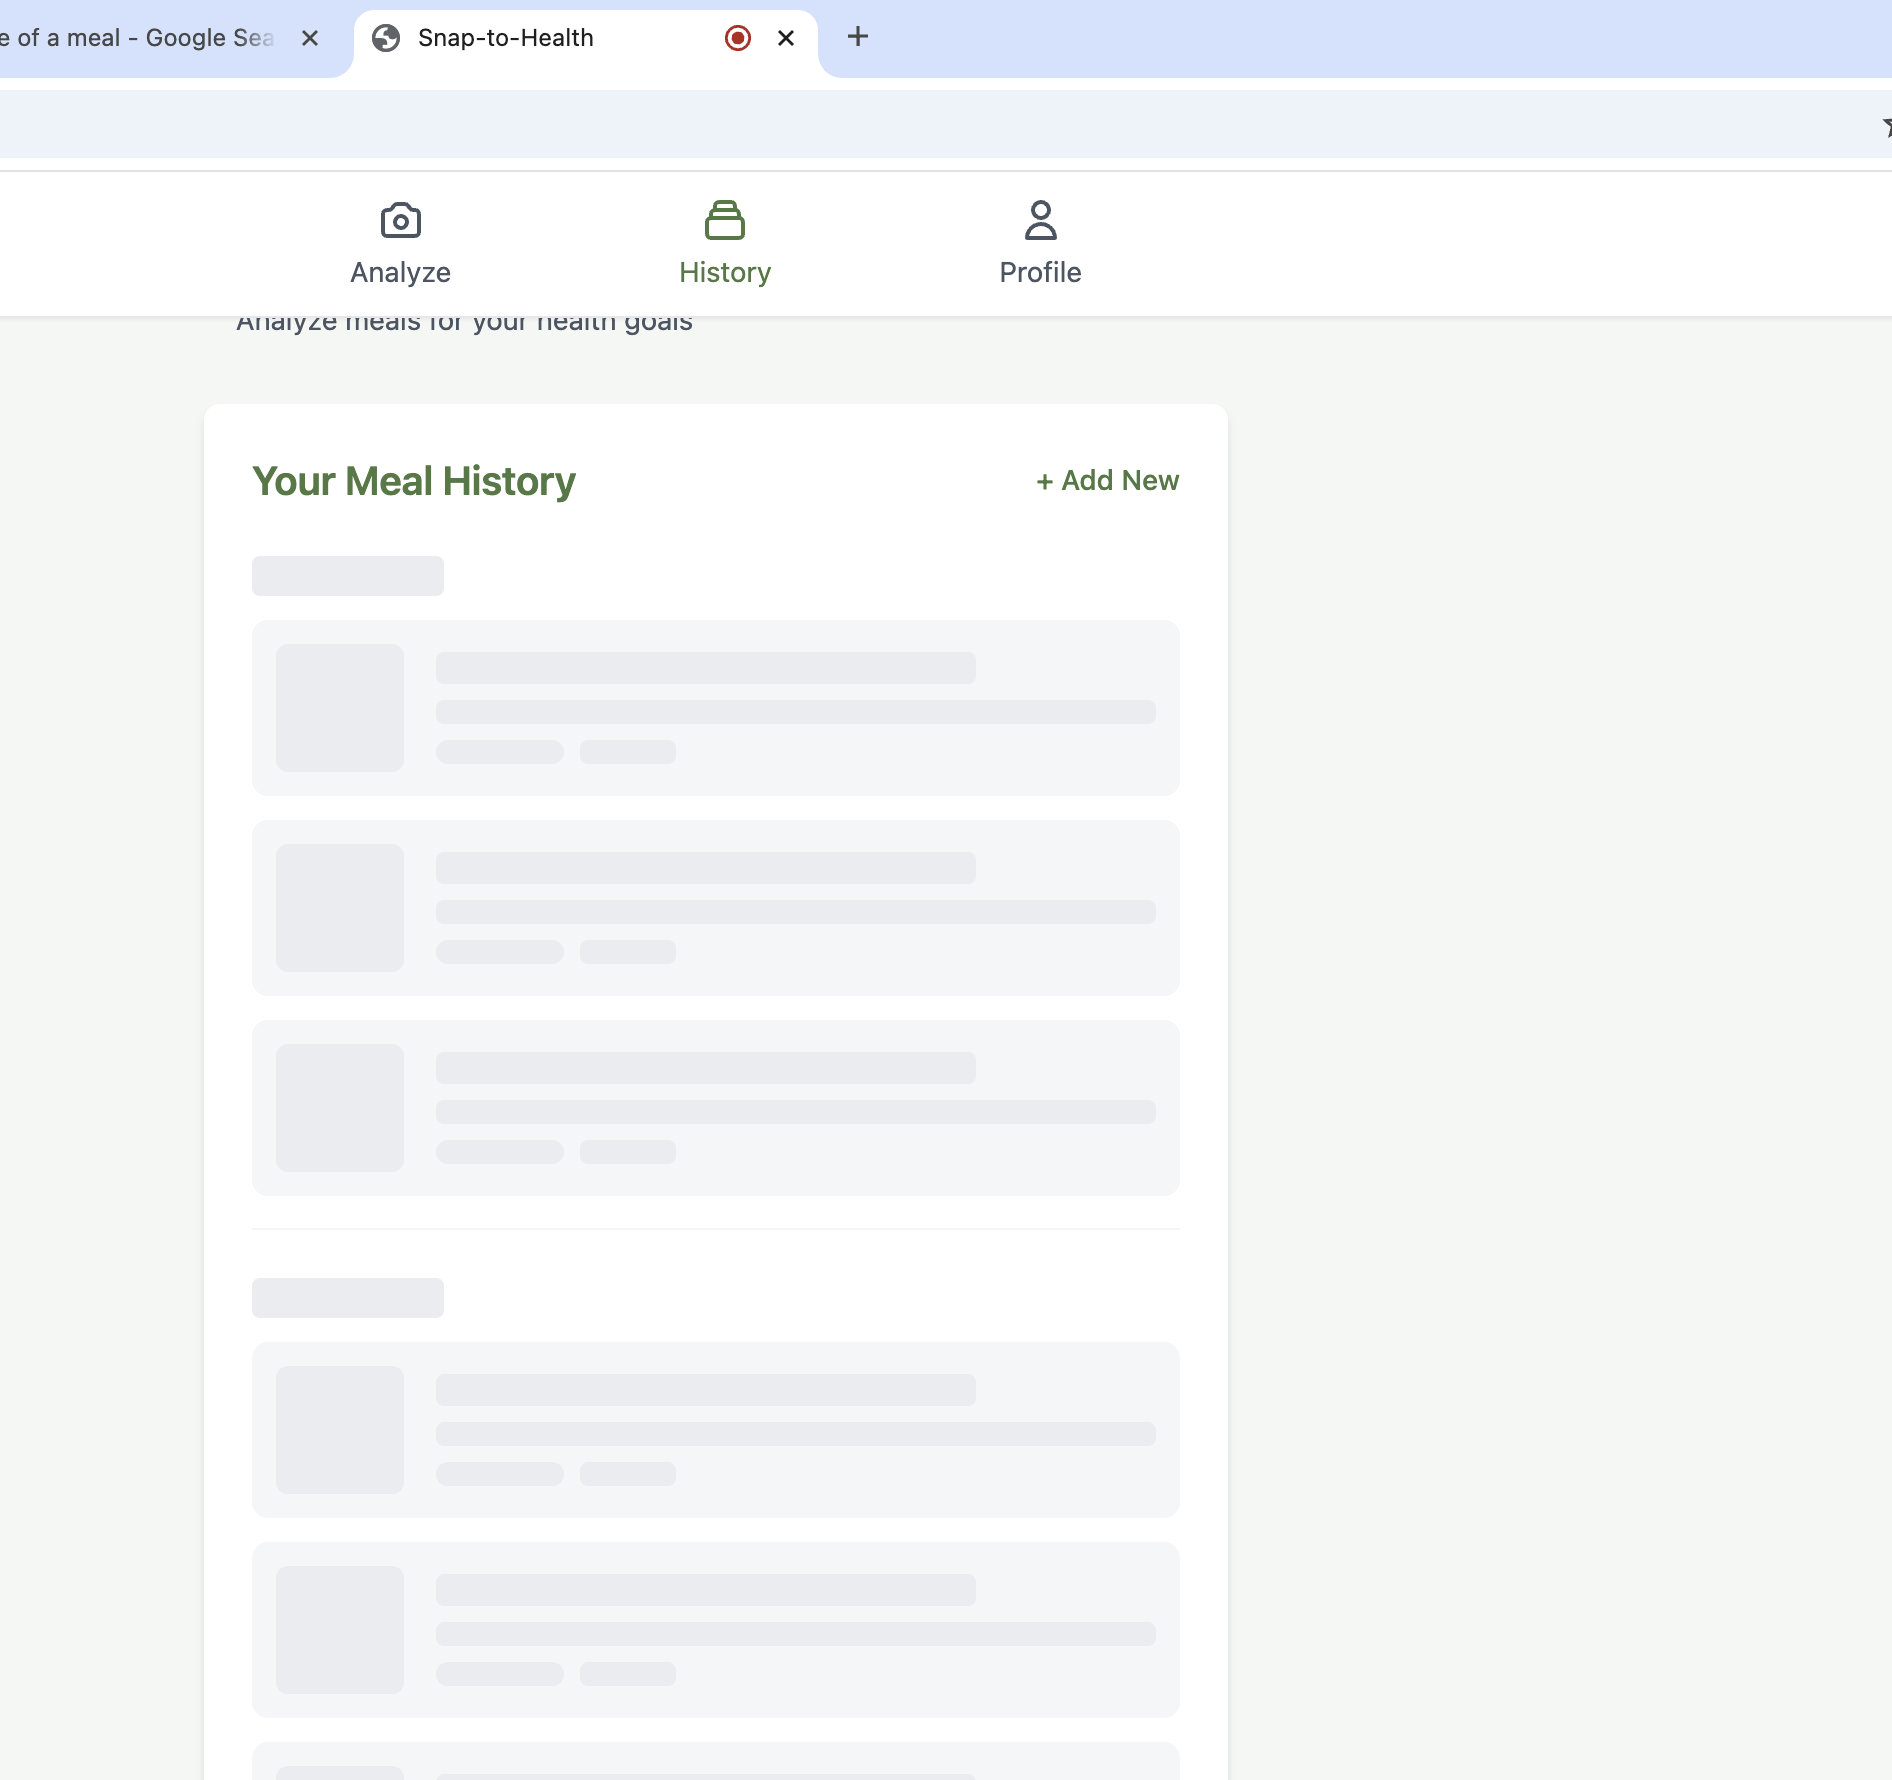 e of a meal - Google Sea
Snap-to-Health
Analyze
History
Profile
Analyze meals for your health goals
Your Meal History
+ Add New